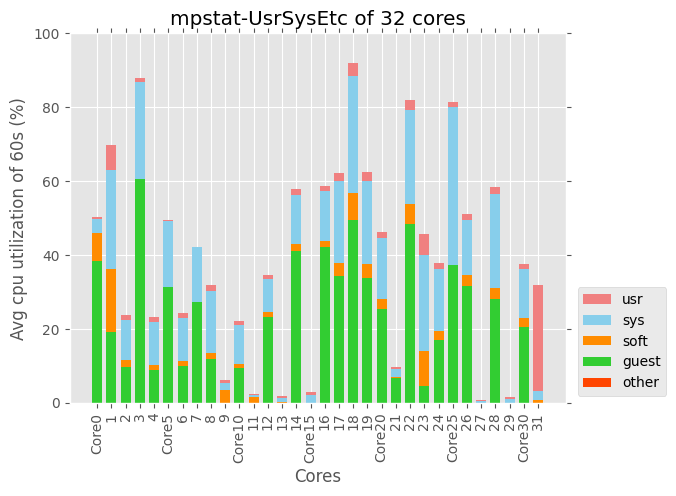 mpstat-UsrSysEtc of 32 cores
Avg cpu utilization of 60s (%)
100
80
60
40
20
0
Core0
1
2
3
4
Core5
6
7
8
9
Core10
11
12
13
14
Core15
16
17
18
19
Core20
21
22
23
24
Core25
26
27
28
29
Core30
31
Cores
usr
sys
soft
guest
other